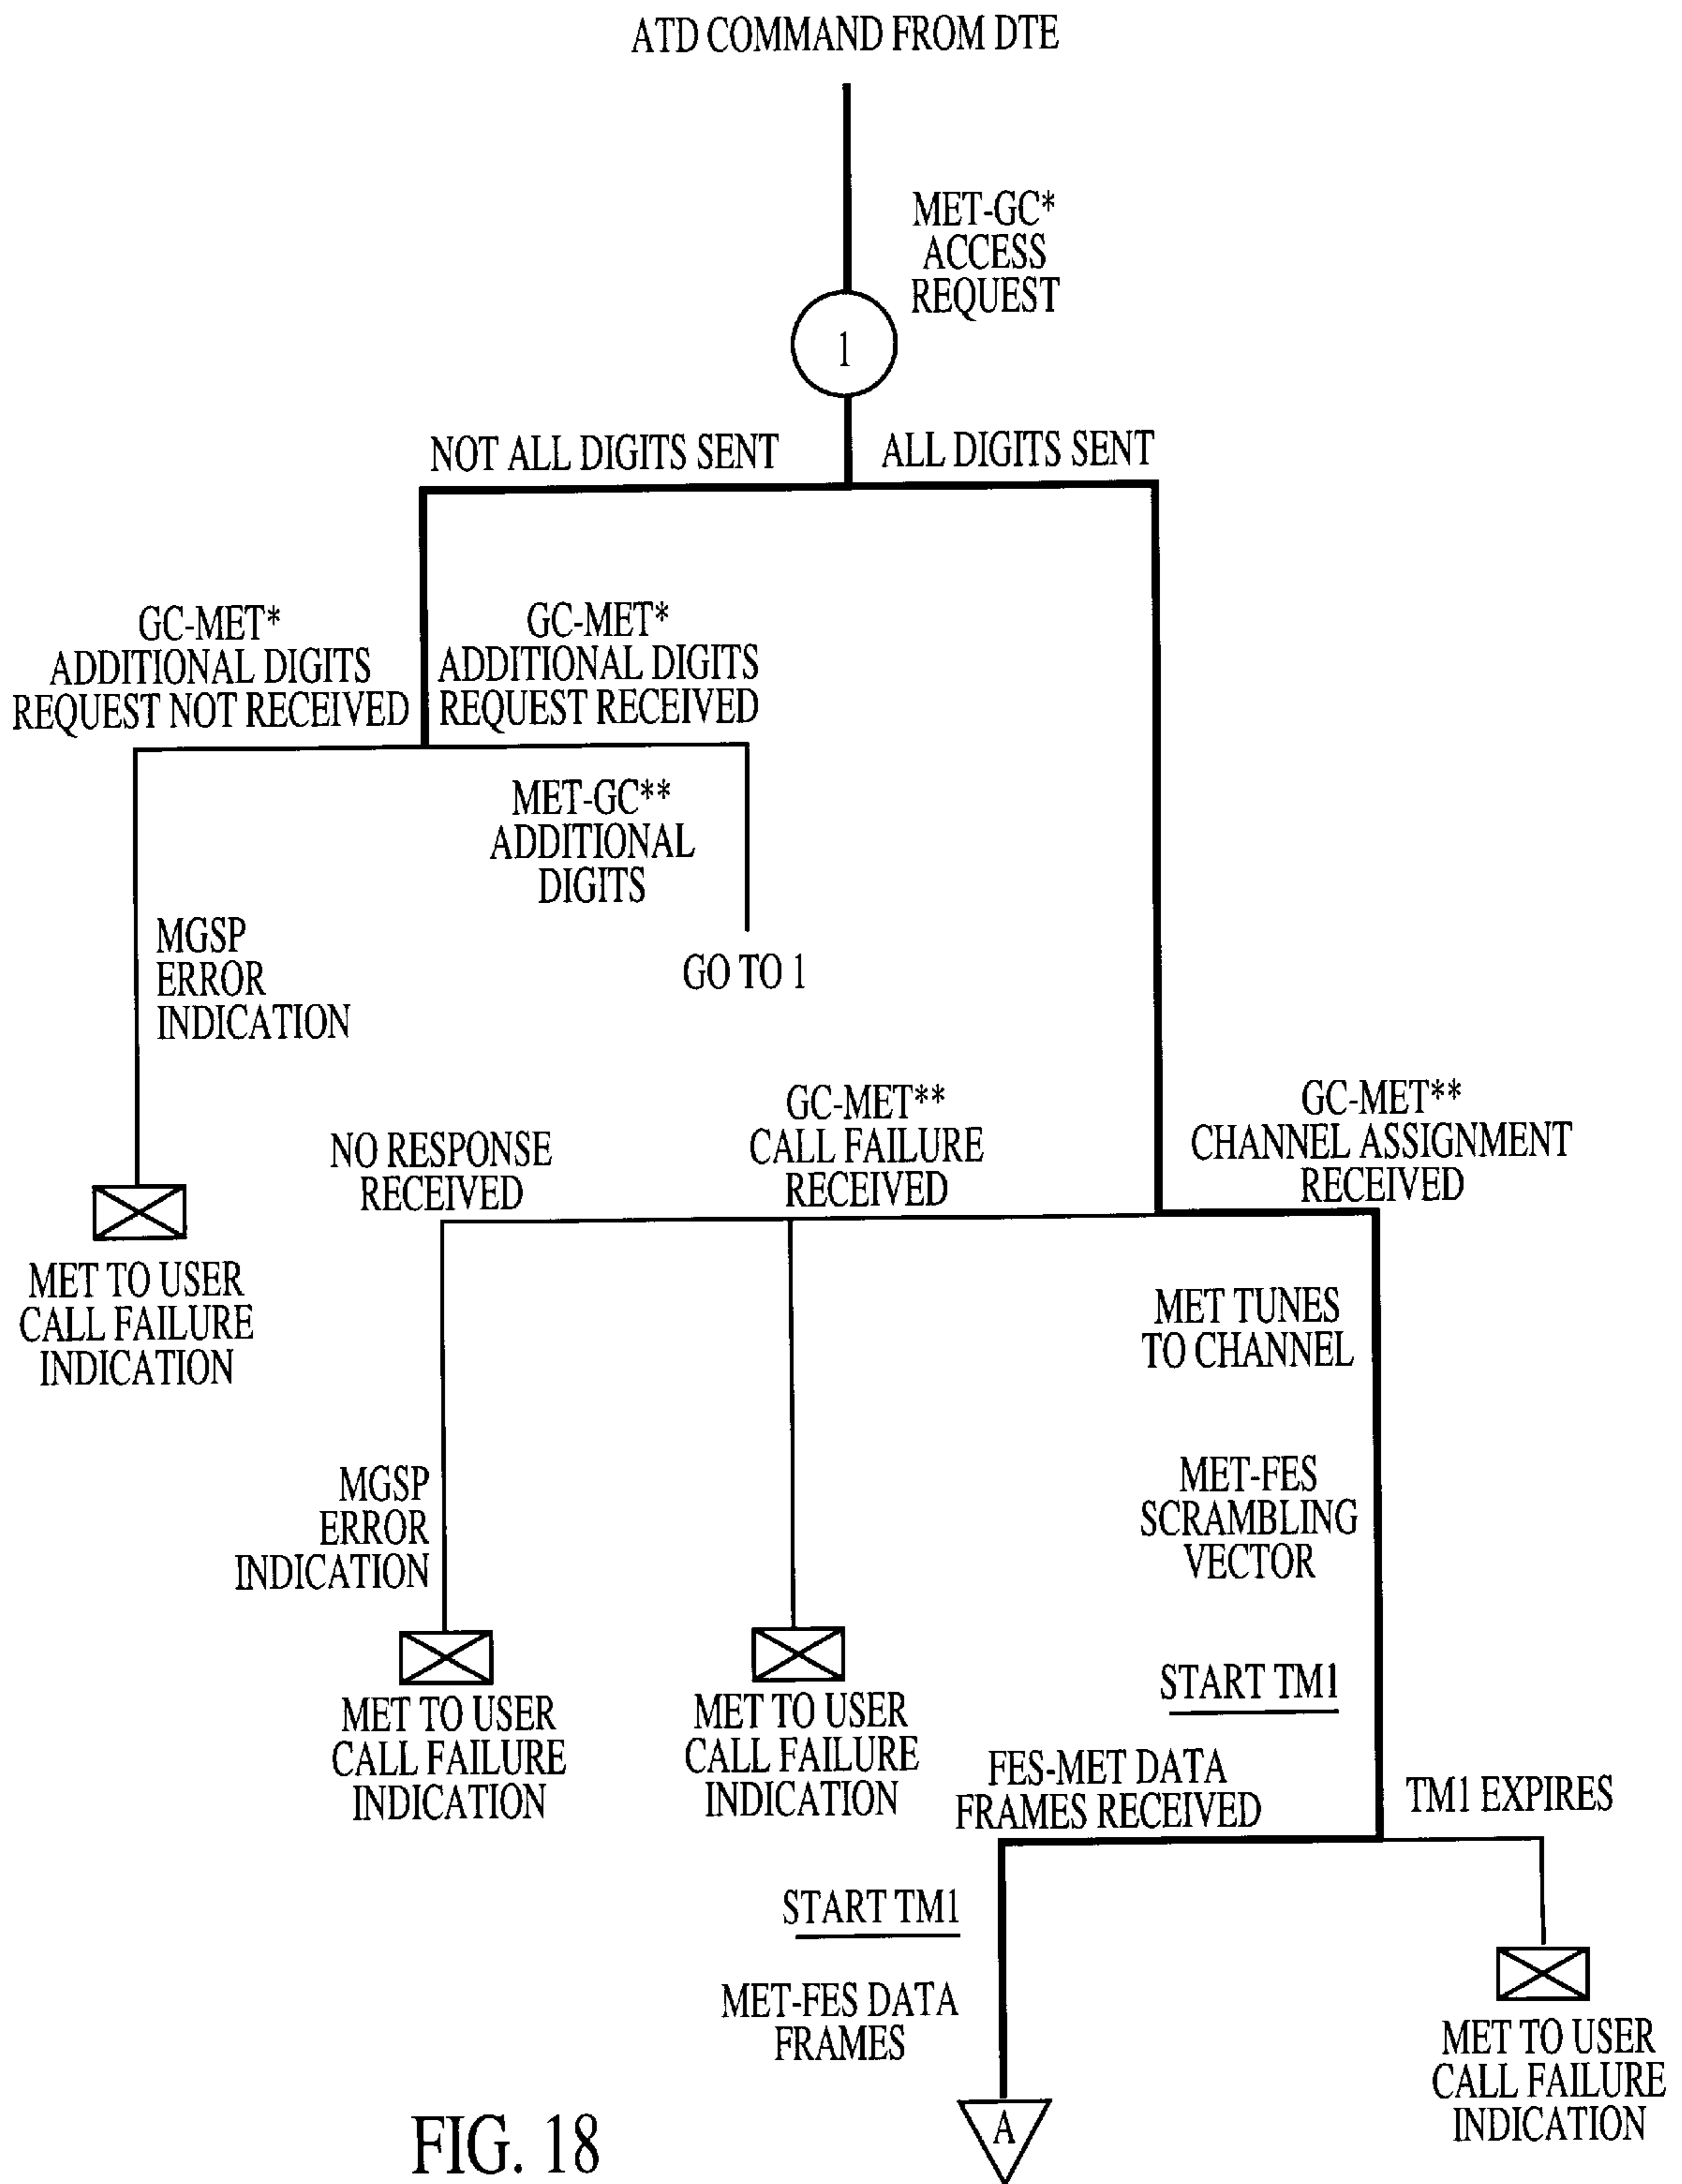 ATD COMMAND FROM DTE
MET-GC*
ACCESS
REQUEST
1
NOT ALL DIGITS SENT
ALL DIGITS SENT
GC-MET*
ADDITIONAL DIGITS
REQUEST NOT RECEIVED
GC-MET*
ADDITIONAL DIGITS
REQUEST RECEIVED
MET-GC**
ADDITIONAL
DIGITS
GO TO 1
MGSP
ERROR
INDICATION
MET TO USER
CALL FAILURE
INDICATION
NO RESPONSE
RECEIVED
GC-MET**
CALL FAILURE
RECEIVED
GC-MET**
CHANNEL ASSIGNMENT
RECEIVED
MGSP
ERROR
INDICATION
MET TO USER
CALL FAILURE
INDICATION
MET TO USER
CALL FAILURE
INDICATION
MET TUNES
TO CHANNEL
MET-FES
SCRAMBLING
VECTOR
START TM1
FES-MET DATA
FRAMES RECEIVED
TM1 EXPIRES
START TM1
MET-FES DATA
FRAMES
A
MET TO USER
CALL FAILURE
INDICATION
FIG. 18